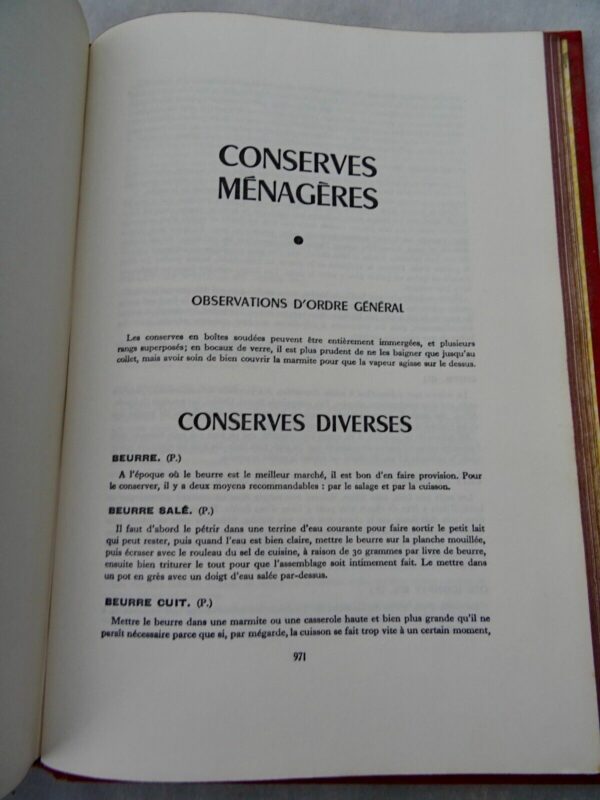 CONSERVES
MÉNAGÈRES
•
OBSERVATIONS D'ORDRE GÉNÉRAL
Les conserves en boîtes soudées peuvent être entièrement immergées, et plusieurs
rangs superposés; en bocaux de verre, il est plus prudent de ne les baigner que jusqu'au
collet, mais avoir soin de bien couvrir la marmite pour que la vapeur agisse sur le dessus.
CONSERVES DIVERSES
BEURRE. (P.)
A l'époque où le beurre est le meilleur marché, il est bon d'en faire provision. Pour
le conserver, il y a deux moyens recommandables : par le salage et par la cuisson.
BEURRE SALÉ. (P.)
Il faut d'abord le pétrir dans une terrine d'eau courante pour faire sortir le petit lait
qui peut rester, puis quand l'eau est bien claire, mettre le beurre sur la planche mouillée,
puis écraser avec le rouleau du sel de cuisine, à raison de 30 grammes par livre de beurre,
ensuite bien triturer le tout pour que l'assemblage soit intimement fait. Le mettre dans
un pot en grès avec un doigt d'eau salée par-dessus.
BEURRE CUIT. (P.)
Mettre le beurre dans une marmite ou une casserole haute et bien plus grande qu'il ne
paraît nécessaire parce que si, par mégarde, la cuisson se fait trop vite à un certain moment,
971